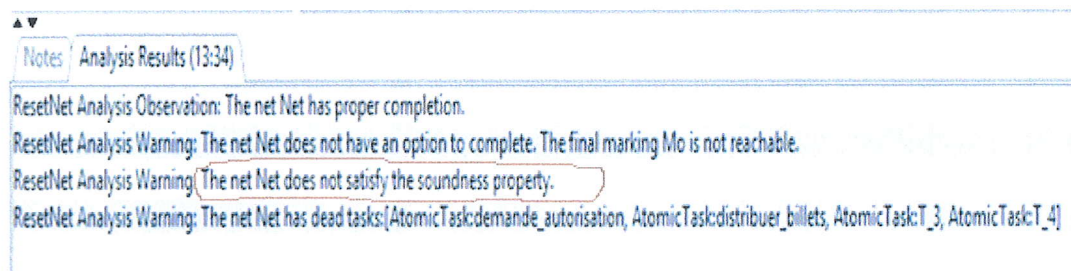 Notes Analysis Results (13:34)
ResetNet Analysis Observation: The net Net has proper completion.
ResetNet Analysis Warning: The net Net does not have an option to complete. The final marking Mo is not reachable.
ResetNet Analysis Warning: The net Net does not satisfy the soundness property.
ResetNet Analysis Warning: The net Net has dead tasks:[AtomicTask:demande_autorisation, AtomicTask:distribuer_billets, AtomicTask:T_3, AtomicTask:T_4]